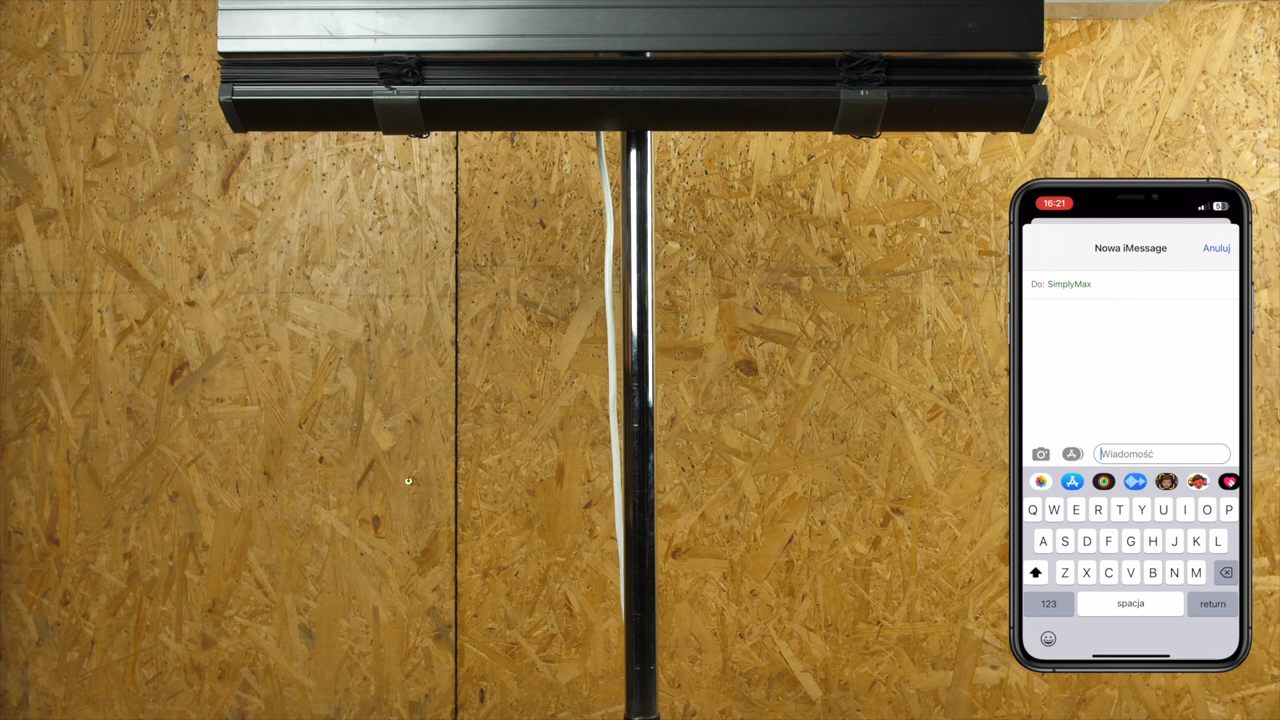 16:21
Nowa iMessage Anuluj
Do: SimplyMax
Wiadomość
Q W E R T Y U I O P
A S D F G H J K L
Z X C V B N M
123 spacja return